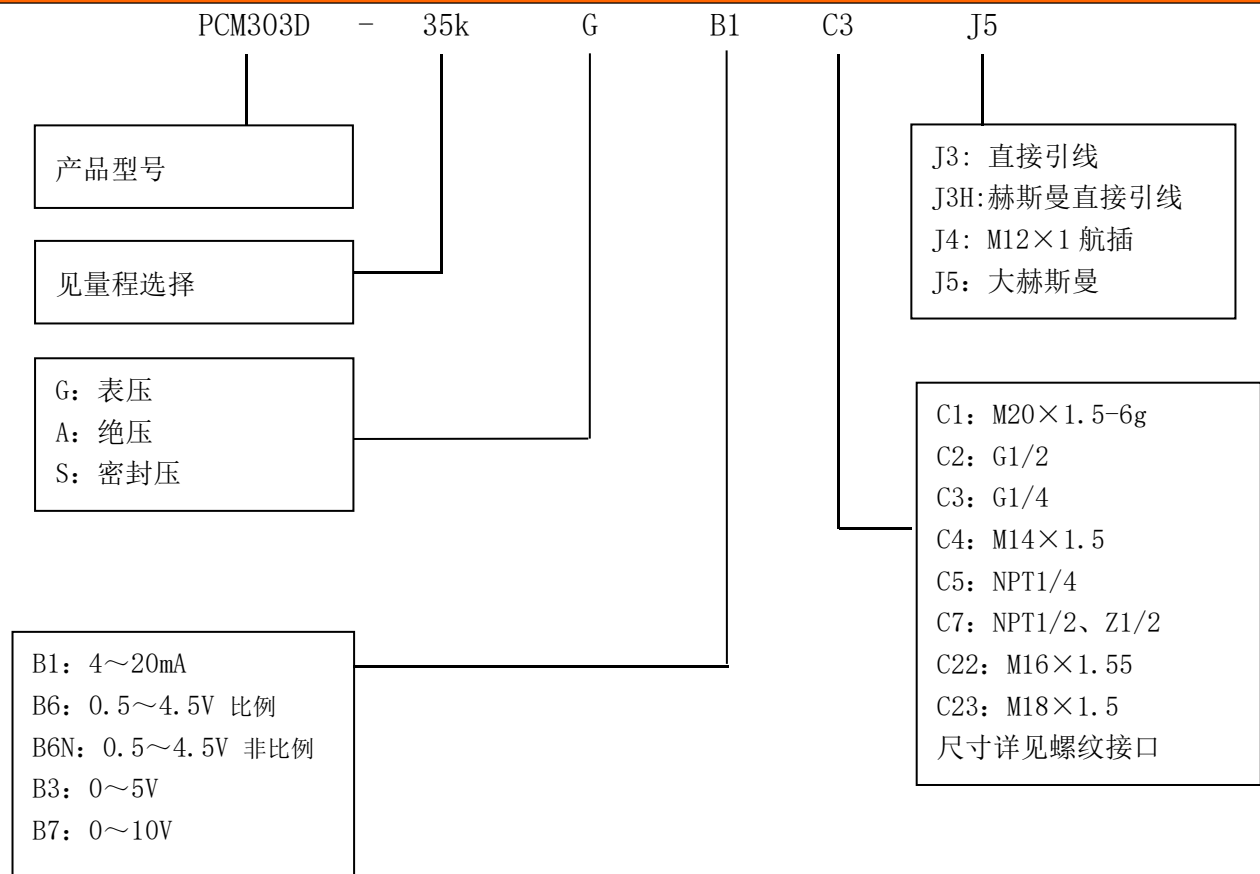 PCM303D - 35k G B1 C3 J5
产品型号
见量程选择
G：表压
A：绝压
S：密封压
B1：4～20mA
B6：0.5～4.5V 比例
B6N：0.5～4.5V 非比例
B3：0～5V
B7：0～10V
J3：直接引线
J3H:赫斯曼直接引线
J4：M12×1 航插
J5：大赫斯曼
C1：M20×1.5-6g
C2：G1/2
C3：G1/4
C4：M14×1.5
C5：NPT1/4
C7：NPT1/2、Z1/2
C22：M16×1.55
C23：M18×1.5
尺寸详见螺纹接口